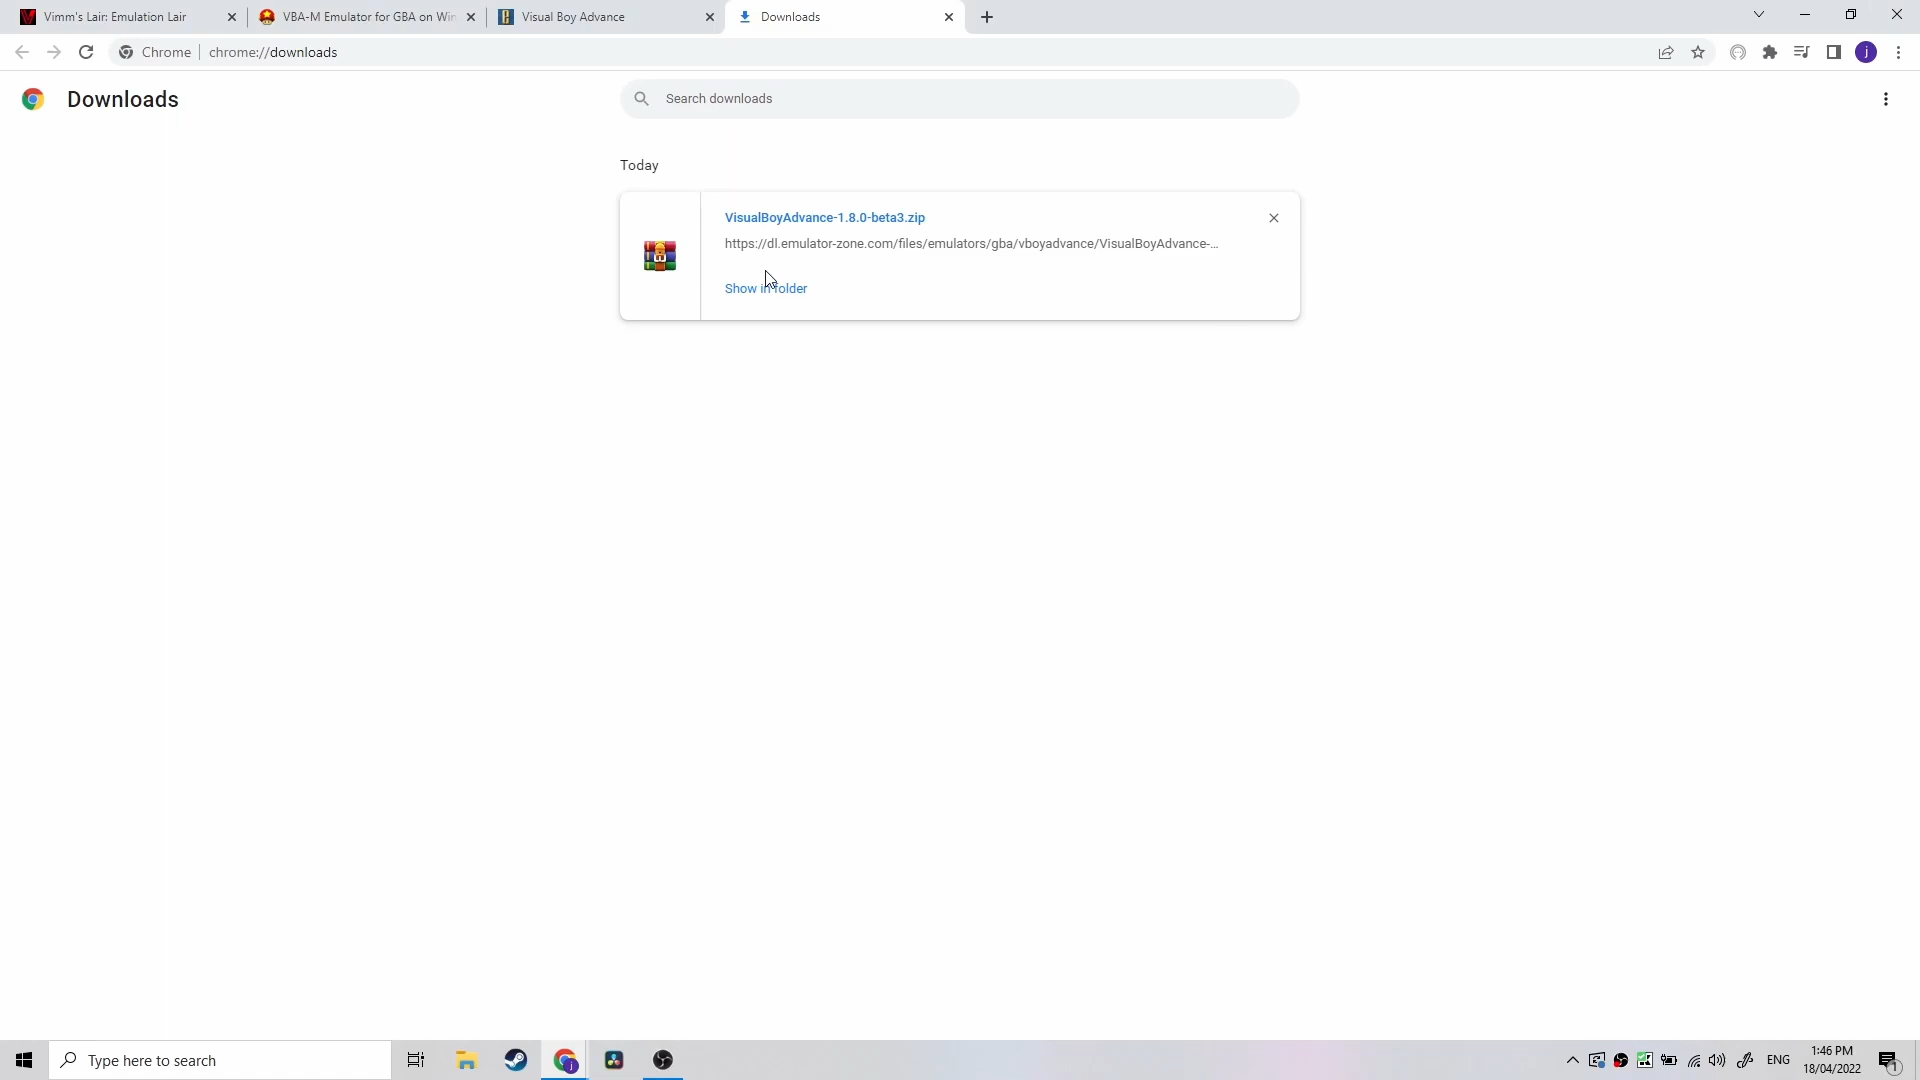 Vimm's Lair: Emulation Lair
VBA-M Emulator for GBA on Win
Visual Boy Advance
Downloads
Chrome
chrome://downloads
j
Downloads
Search downloads
Today
VisualBoyAdvance-1.8.0-beta3.zip
https://dl.emulator-zone.com/files/emulators/gba/vboyadvance/VisualBoyAdvance-...
Show in folder
Type here to search
j
ENG
1:46 PM
18/04/2022
1